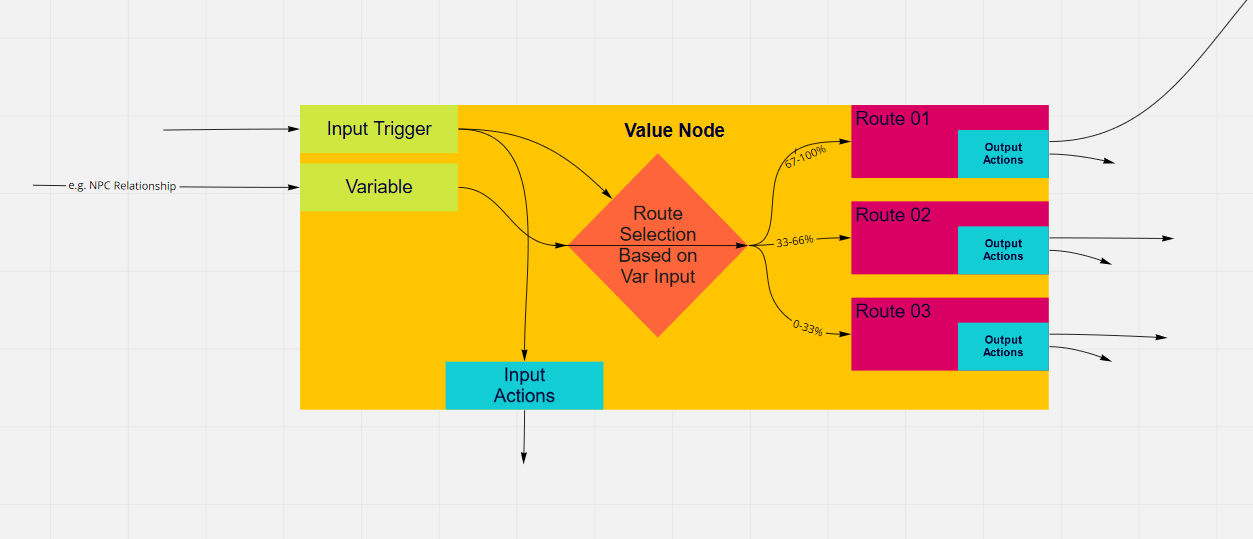 Input Trigger
Value Node
Route 01
67-100%
Output
Actions
e.g. NPC Relationship
Variable
Route
Selection
Based on
Var Input
33-66%
Route 02
Output
Actions
0-33%
Route 03
Output
Actions
Input
Actions